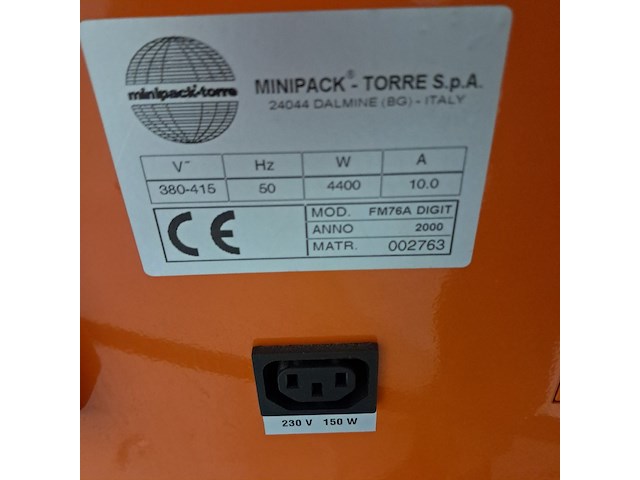 minipack-torre
MINIPACK® - TORRE S.p.A.
24044 DALMINE (BG) - ITALY
V~ Hz W A
380-415 50 4400 10.0
CE
MOD. FM76A DIGIT
ANNO 2000
MATR. 002763
230 V 150 W